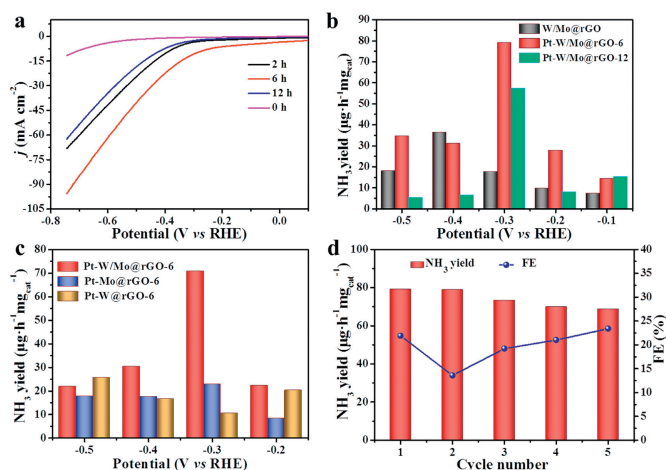 a
j (mA cm⁻²)
0
-15
-30
-45
-60
-75
-90
-105
2 h
6 h
12 h
0 h
-0.8
-0.6
-0.4
-0.2
0.0
Potential (V vs RHE)
b
NH₃ yield (μg·h⁻¹mg⁻¹cat)
90
80
70
60
50
40
30
20
10
0
W/Mo@rGO
Pt-W/Mo@rGO-6
Pt-W/Mo@rGO-12
-0.5
-0.4
-0.3
-0.2
-0.1
Potential (V vs RHE)
c
NH₃ yield (μg·h⁻¹mgcat⁻¹)
80
70
60
50
40
30
20
10
0
Pt-W/Mo@rGO-6
Pt-Mo@rGO-6
Pt-W@rGO-6
-0.5
-0.4
-0.3
-0.2
Potential (V vs RHE)
d
NH₃ yield (μg·h⁻¹mgcat⁻¹)
100
80
60
40
20
0
NH₃ yield
FE
40
35
30
25
20
15
10
5
0
FE (%)
1
2
3
4
5
Cycle number